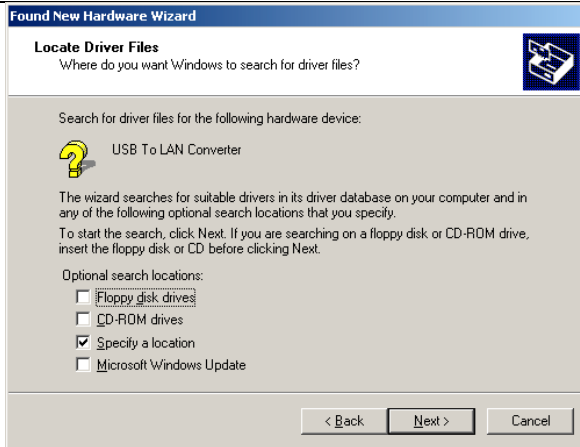 Found New Hardware Wizard
Locate Driver Files
Where do you want Windows to search for driver files?
Search for driver files for the following hardware device:
USB To LAN Converter
The wizard searches for suitable drivers in its driver database on your computer and in
any of the following optional search locations that you specify.
To start the search, click Next. If you are searching on a floppy disk or CD-ROM drive,
insert the floppy disk or CD before clicking Next.
Optional search locations:
Floppy disk drives
CD-ROM drives
Specify a location
Microsoft Windows Update
< Back Next > Cancel